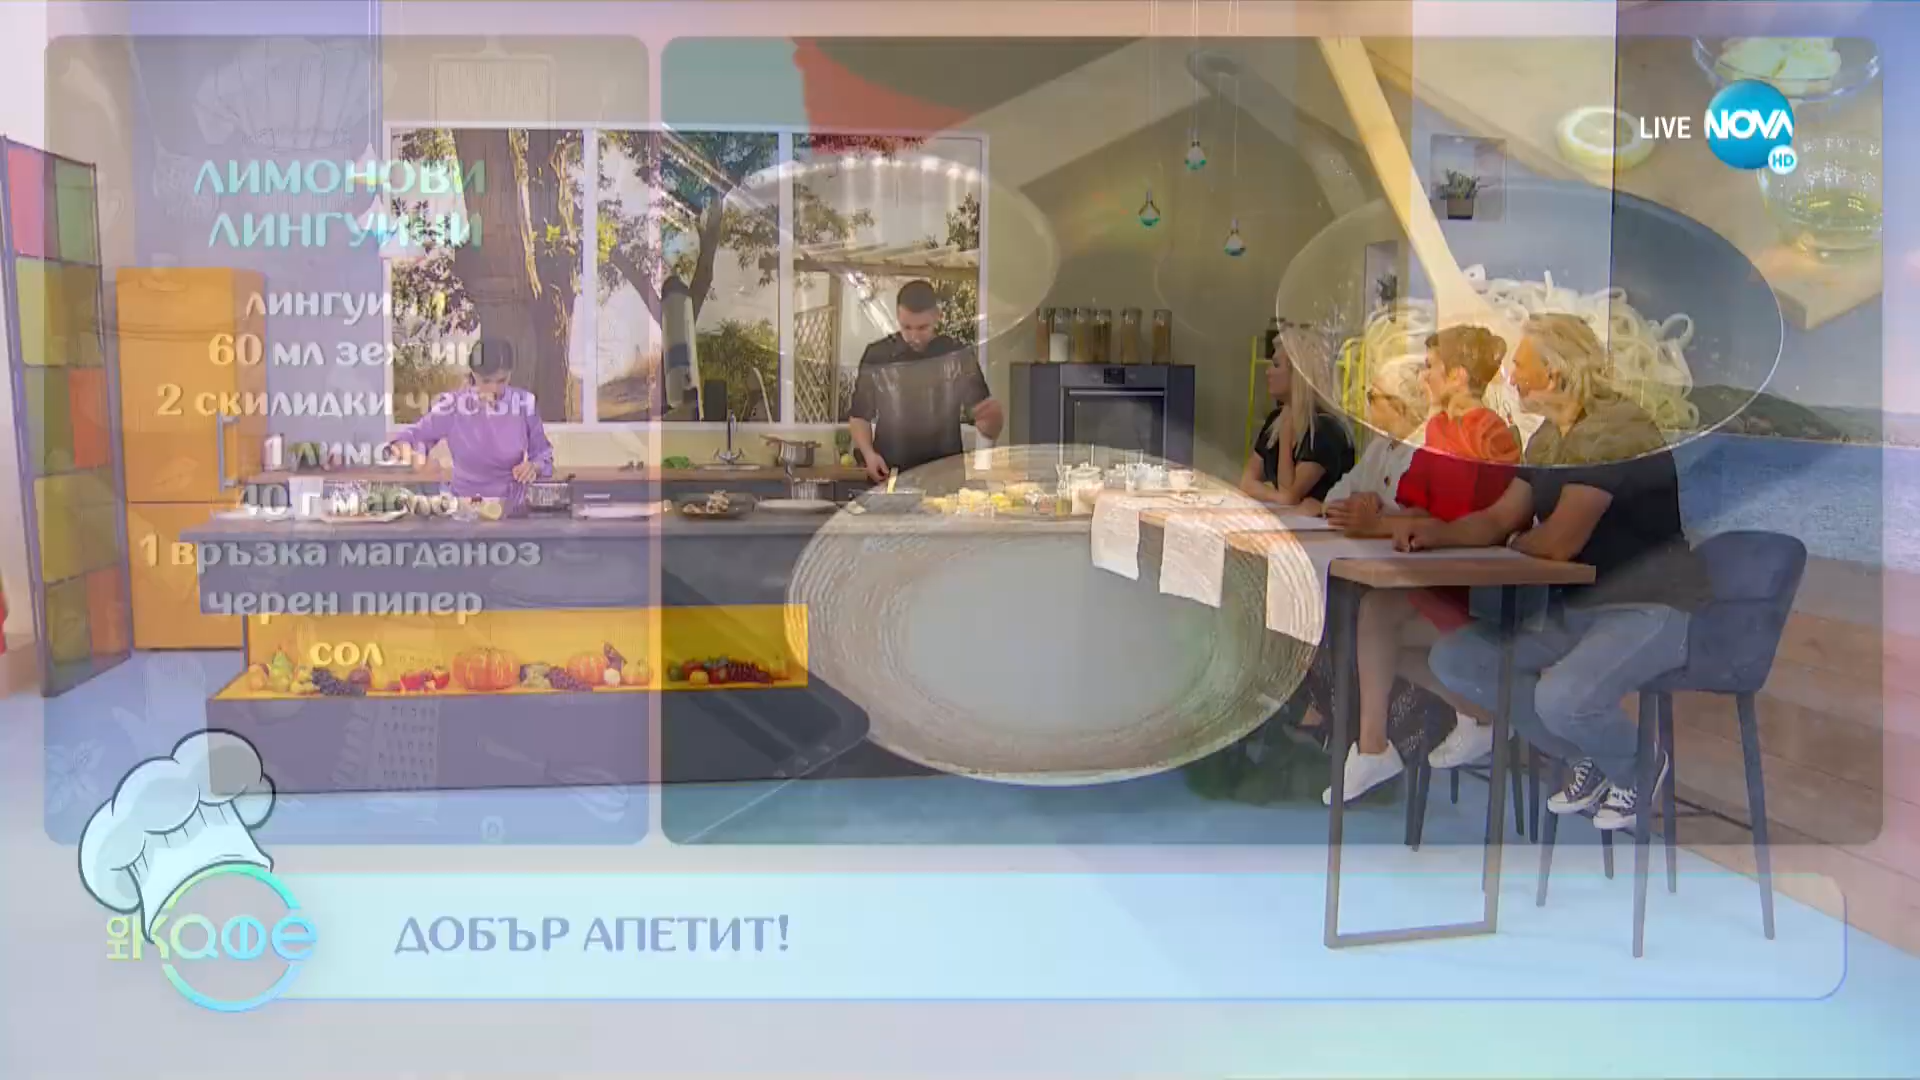 LIVE NOVA
HD
ЛИМОНОВИ
ЛИНГУИНИ
ЛИНГУИНИ
60 МЛ ЗЕХТИН
2 СКИЛИДКИ ЧЕСЪН
1 ЛИМОН
40 Г МАСЛО
1 ВРЪЗКА МАГДАНОЗ
ЧЕРЕН ПИПЕР
СОЛ
НА КАФЕ
ДОБЪР АПЕТИТ!